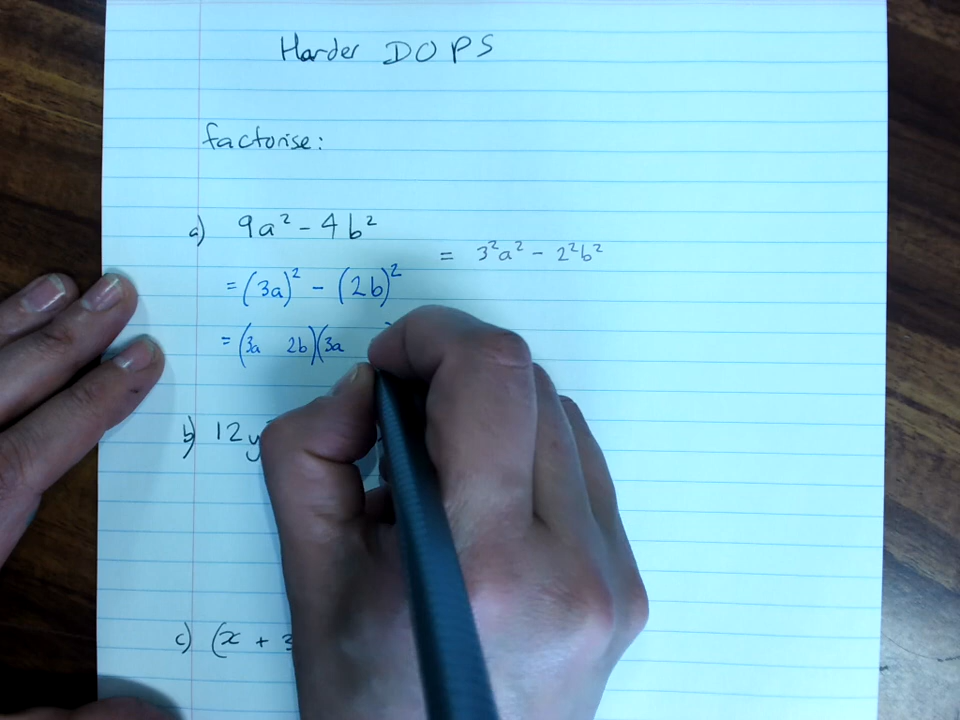 Harder DOPS
factorise:
a) 9a² - 4b²
= 3²a² - 2²b²
= (3a)² - (2b)²
= (3a 2b)(3a
b) 12y
c) (x + 3